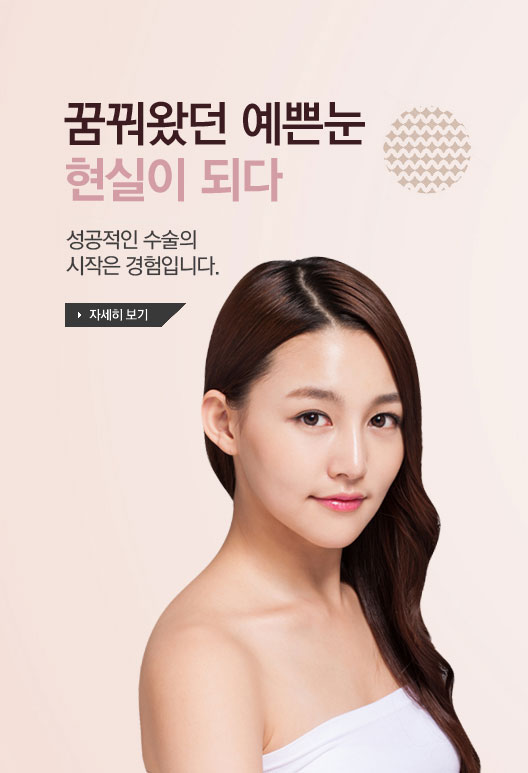 꿈꿔왔던 예쁜눈
현실이 되다
성공적인 수술의
시작은 경험입니다.
자세히 보기